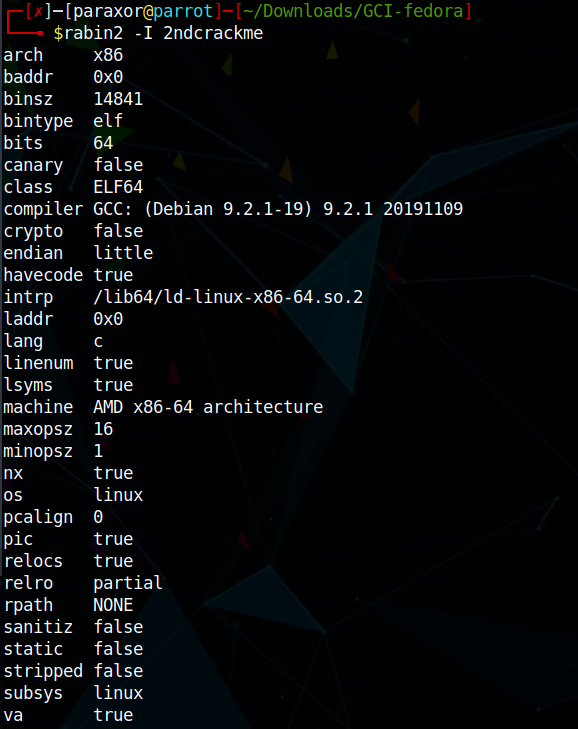 [✗]─[paraxor@parrot]─[~/Downloads/GCI-fedora]
$rabin2 -I 2ndcrackme
arch     x86
baddr    0x0
binsz    14841
bintype  elf
bits     64
canary   false
class    ELF64
compiler GCC: (Debian 9.2.1-19) 9.2.1 20191109
crypto   false
endian   little
havecode true
intrp    /lib64/ld-linux-x86-64.so.2
laddr    0x0
lang     c
linenum  true
lsyms    true
machine  AMD x86-64 architecture
maxopsz  16
minopsz  1
nx       true
os       linux
pcalign  0
pic      true
relocs   true
relro    partial
rpath    NONE
sanitiz  false
static   false
stripped false
subsys   linux
va       true